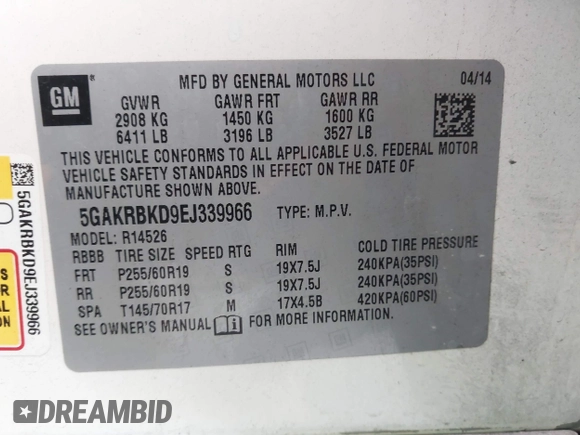 GM
MFD BY GENERAL MOTORS LLC 04/14
GVWR GAWR FRT GAWR RR
2908 KG 1450 KG 1600 KG
6411 LB 3196 LB 3527 LB
THIS VEHICLE CONFORMS TO ALL APPLICABLE U.S. FEDERAL MOTOR
VEHICLE SAFETY STANDARDS IN EFFECT ON THE DATE OF
MANUFACTURE SHOWN ABOVE.
5GAKRBKD9EJ339966 TYPE: M.P.V.
MODEL: R14526
RBBB TIRE SIZE SPEED RTG RIM COLD TIRE PRESSURE
FRT P255/60R19 S 19X7.5J 240KPA(35PSI)
RR P255/60R19 S 19X7.5J 240KPA(35PSI)
SPA T145/70R17 M 17X4.5B 420KPA(60PSI)
SEE OWNER'S MANUAL FOR MORE INFORMATION.
5GAKRBKD9EJ339966
DREAMBID